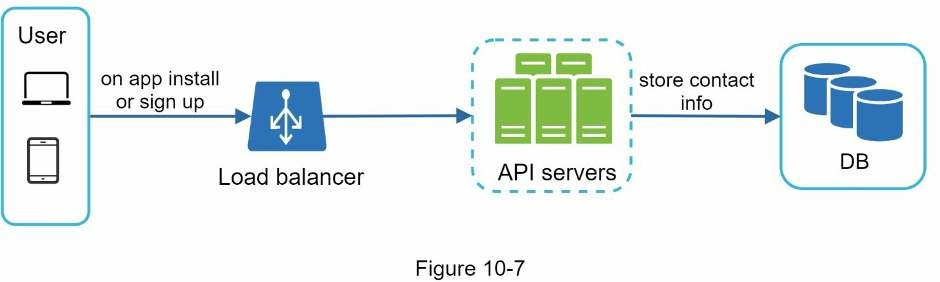 User
on app install
or sign up
Load balancer
API servers
store contact
info
DB
Figure 10-7